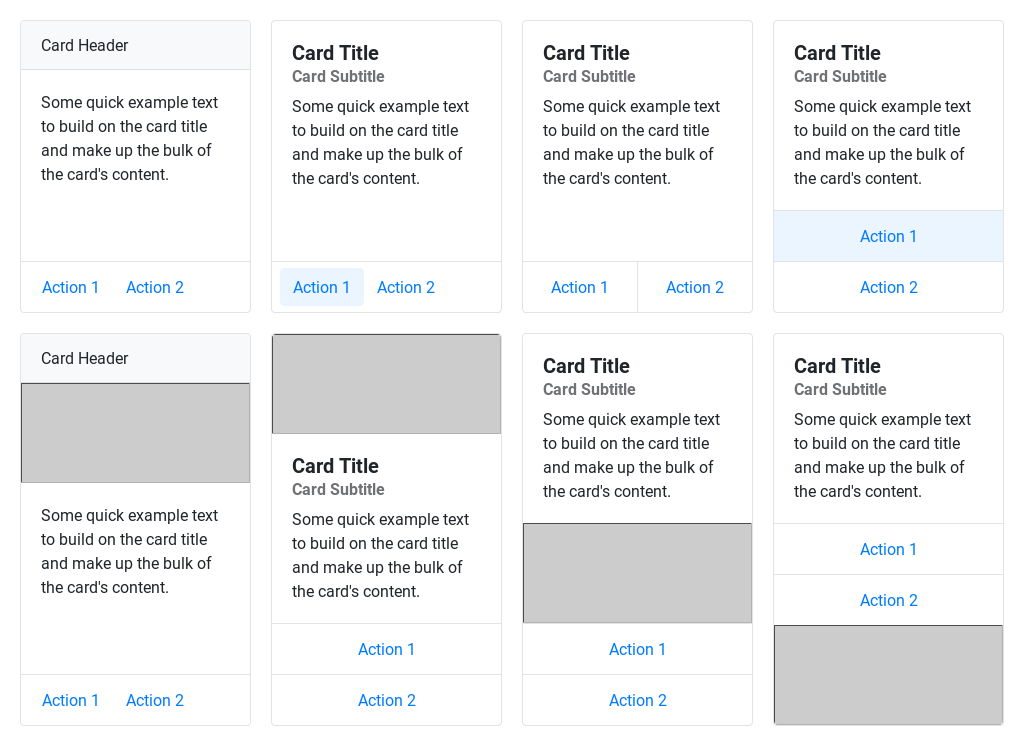 Card Header
Some quick example text
to build on the card title
and make up the bulk of
the card's content.
Action 1
Action 2
Card Title
Card Subtitle
Some quick example text
to build on the card title
and make up the bulk of
the card's content.
Action 1
Action 2
Card Title
Card Subtitle
Some quick example text
to build on the card title
and make up the bulk of
the card's content.
Action 1
Action 2
Card Title
Card Subtitle
Some quick example text
to build on the card title
and make up the bulk of
the card's content.
Action 1
Action 2
Card Header
Some quick example text
to build on the card title
and make up the bulk of
the card's content.
Action 1
Action 2
Card Title
Card Subtitle
Some quick example text
to build on the card title
and make up the bulk of
the card's content.
Action 1
Action 2
Card Title
Card Subtitle
Some quick example text
to build on the card title
and make up the bulk of
the card's content.
Action 1
Action 2
Card Title
Card Subtitle
Some quick example text
to build on the card title
and make up the bulk of
the card's content.
Action 1
Action 2